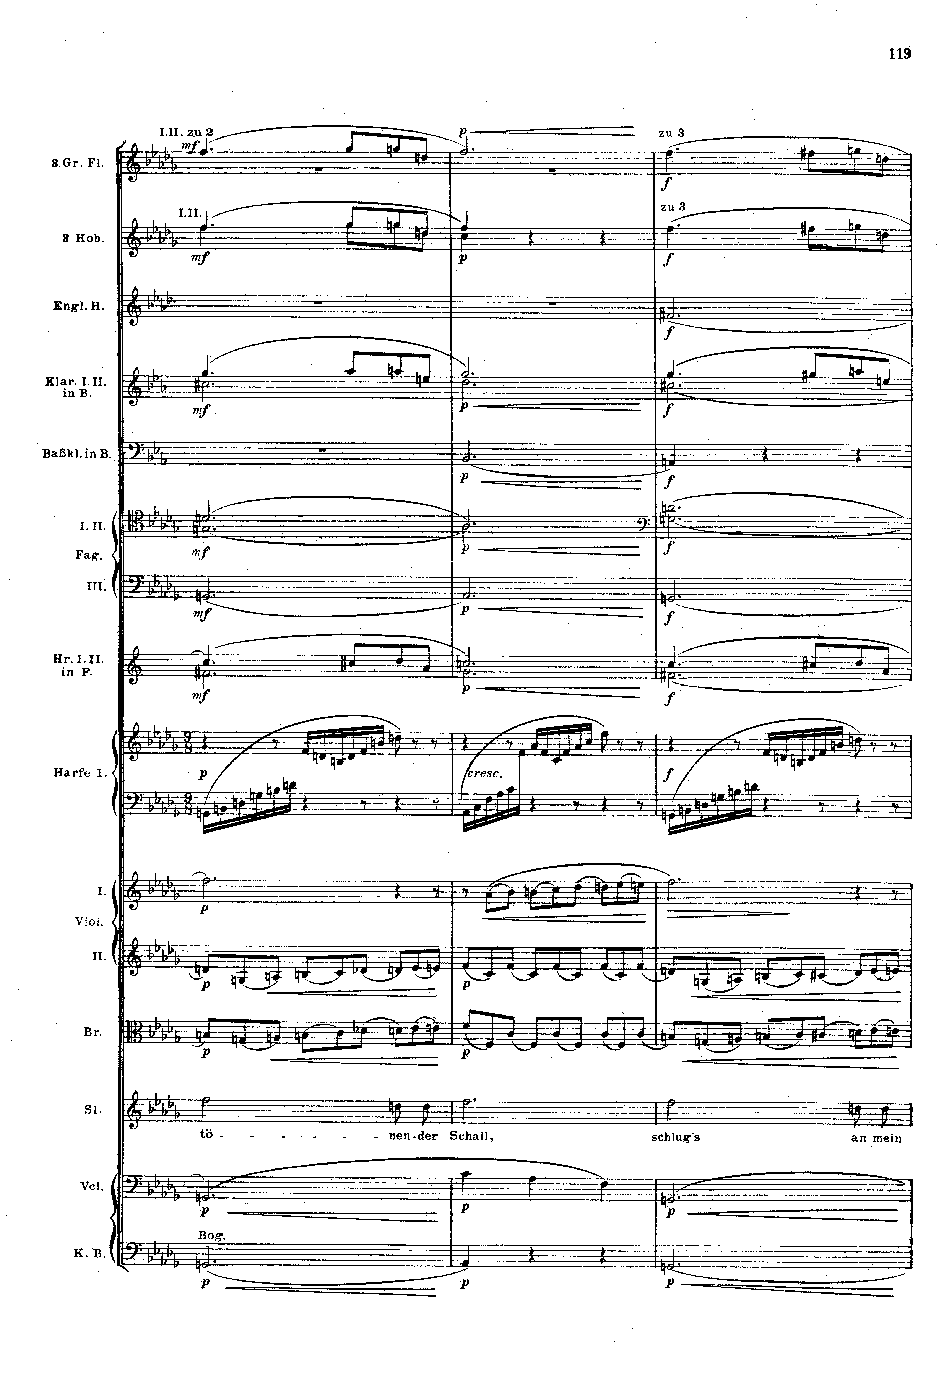 119
I.II. zu 2
mf
p
zu 3
3 Gr. Fl.
f
I.II.
zu 3
3 Hob.
mf
p
f
Engl. H.
f
Klar. I. II.
in B.
mf
p
f
Baßkl. in B.
p
f
I. II.
mf
p
f
Fag.
III.
mf
p
f
Hr. I. II.
in F.
mf
p
f
Harfe I.
p
cresc.
f
I.
p
Viol.
II.
p
p
Br.
p
p
Si.
tö - - - - - - nen-der Schall, schlug's an mein
Vcl.
p
p
p
Bog.
K. B.
p
p
p